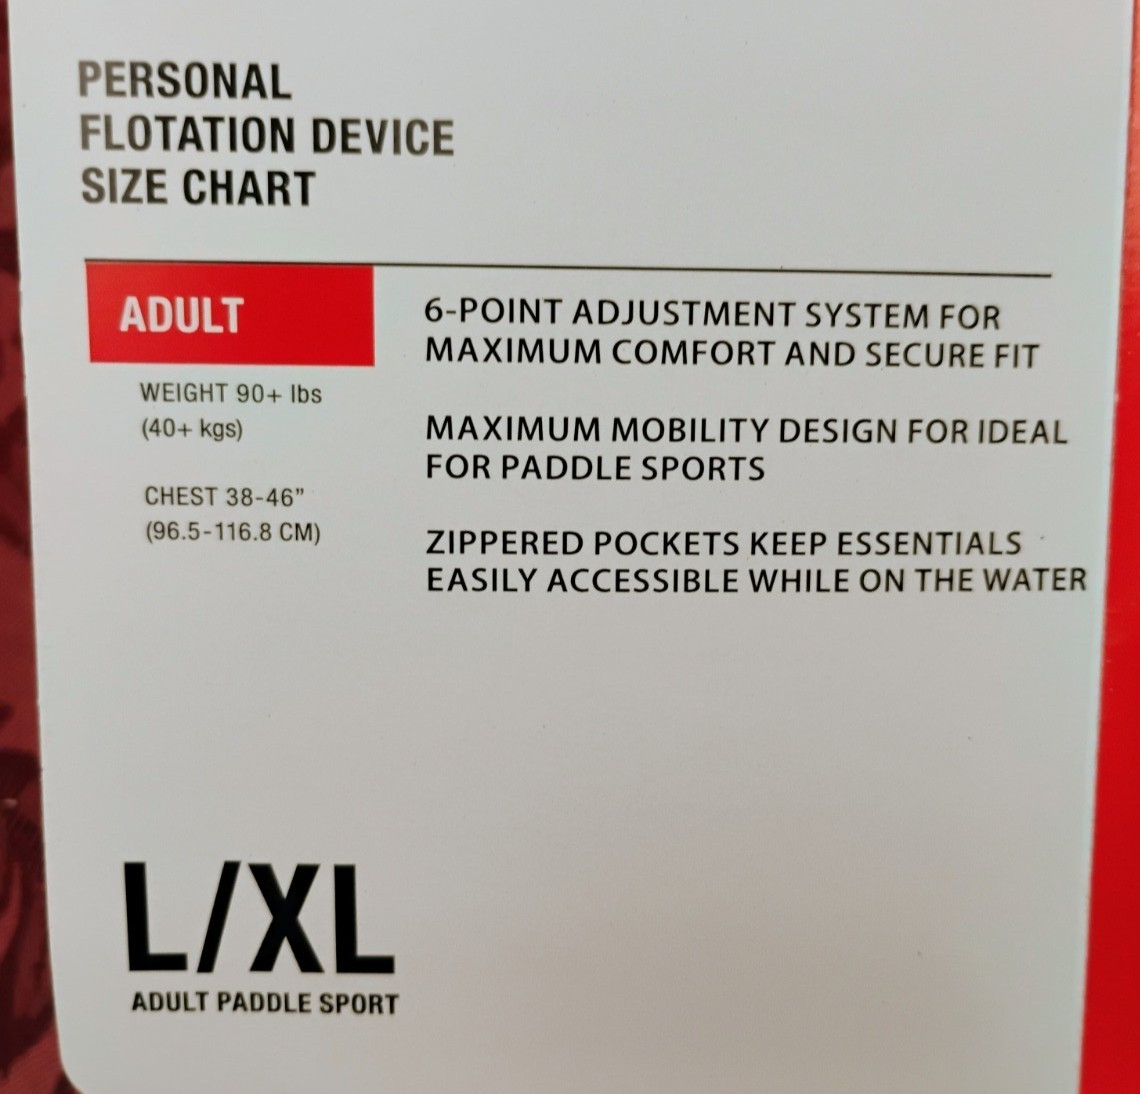 PERSONAL
FLOTATION DEVICE
SIZE CHART
ADULT
WEIGHT 90+ lbs
(40+ kgs)
CHEST 38-46”
(96.5-116.8 CM)
6-POINT ADJUSTMENT SYSTEM FOR
MAXIMUM COMFORT AND SECURE FIT
MAXIMUM MOBILITY DESIGN FOR IDEAL
FOR PADDLE SPORTS
ZIPPERED POCKETS KEEP ESSENTIALS
EASILY ACCESSIBLE WHILE ON THE WATER
L/XL
ADULT PADDLE SPORT